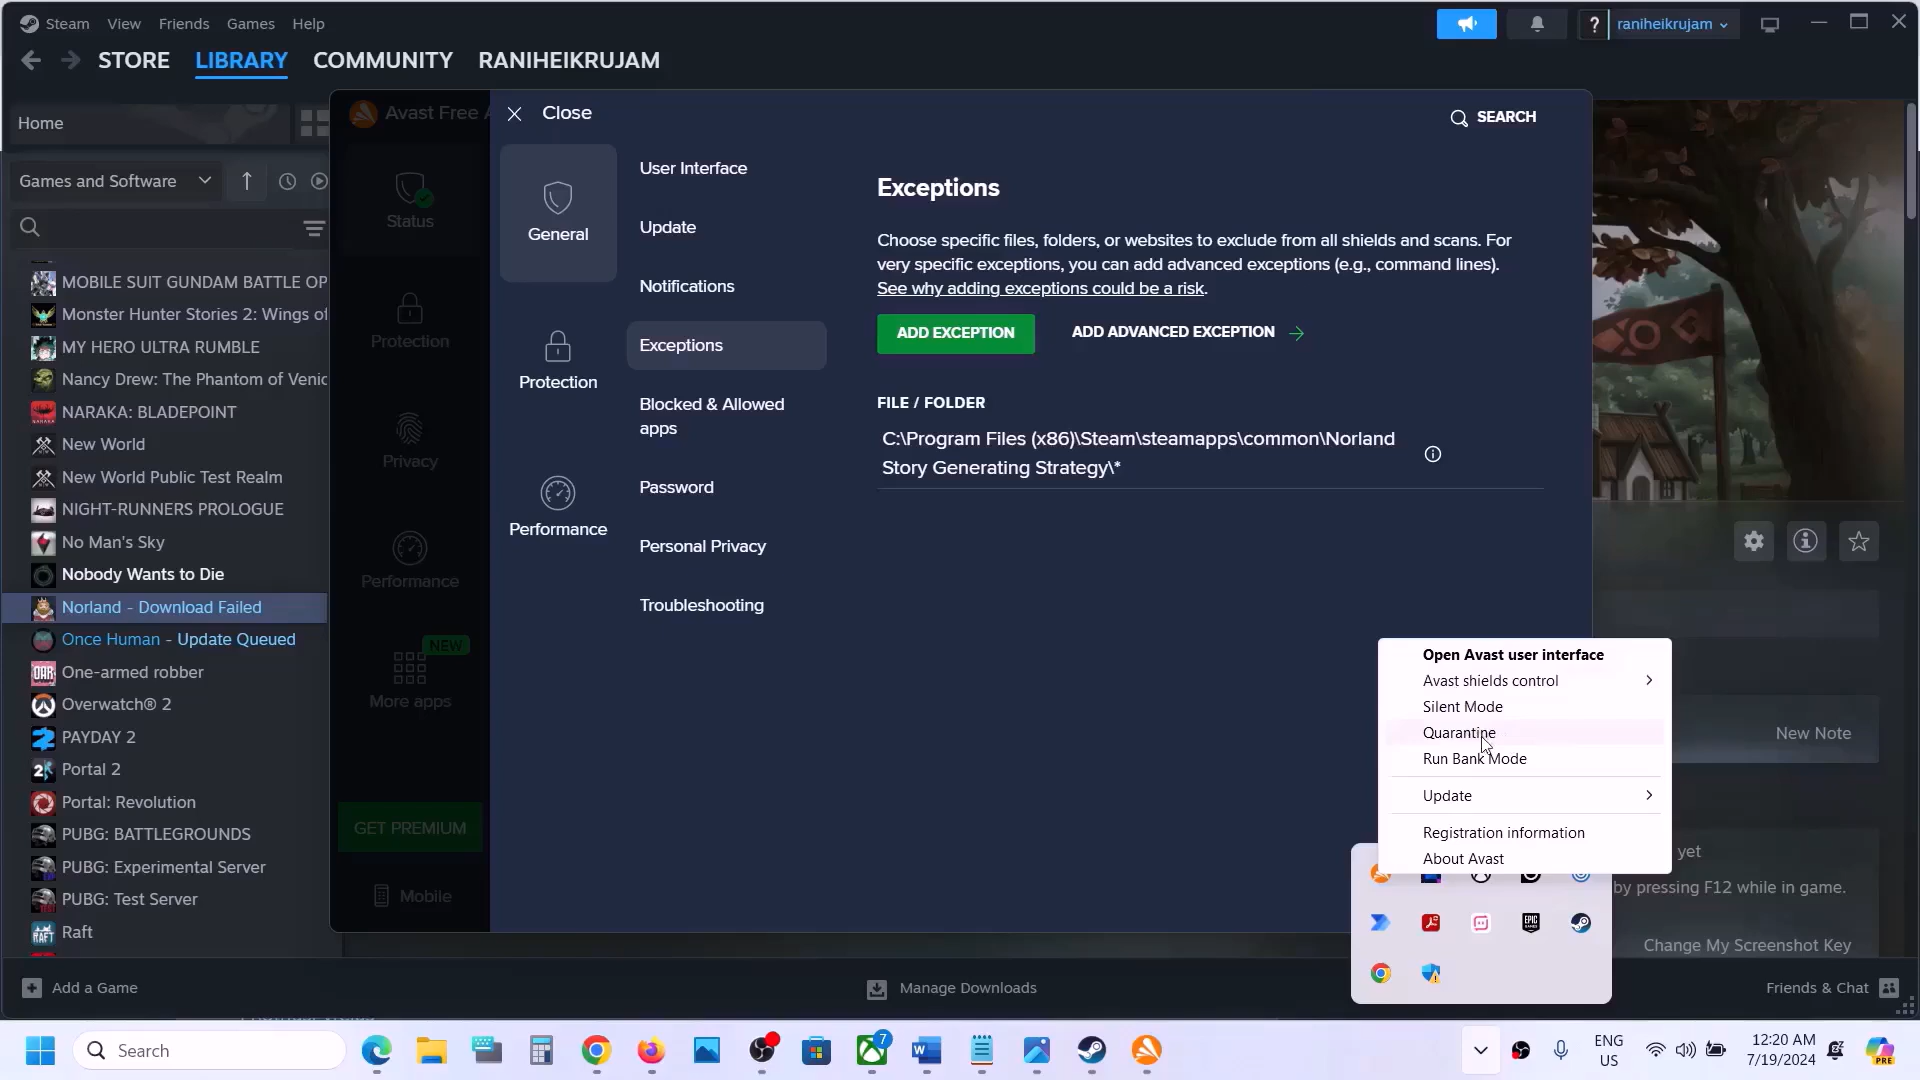 Steam View Friends Games Help
raniheikrujam
STORE LIBRARY COMMUNITY RANIHEIKRUJAM
Home
Games and Software
MOBILE SUIT GUNDAM BATTLE OP
Monster Hunter Stories 2: Wings of
MY HERO ULTRA RUMBLE
Nancy Drew: The Phantom of Venic
NARAKA: BLADEPOINT
New World
New World Public Test Realm
NIGHT-RUNNERS PROLOGUE
No Man's Sky
Nobody Wants to Die
Norland - Download Failed
Once Human - Update Queued
One-armed robber
Overwatch® 2
PAYDAY 2
Portal 2
Portal: Revolution
PUBG: BATTLEGROUNDS
PUBG: Experimental Server
PUBG: Test Server
Raft
Avast Free A
Status
Protection
Privacy
Performance
NEW
More apps
GET PREMIUM
Mobile
Close
SEARCH
General
Protection
Performance
User Interface
Update
Notifications
Exceptions
Blocked & Allowed
apps
Password
Personal Privacy
Troubleshooting
Exceptions
Choose specific files, folders, or websites to exclude from all shields and scans. For
very specific exceptions, you can add advanced exceptions (e.g., command lines).
See why adding exceptions could be a risk.
ADD EXCEPTION
ADD ADVANCED EXCEPTION
FILE / FOLDER
C:\Program Files (x86)\Steam\steamapps\common\Norland
Story Generating Strategy\*
Open Avast user interface
Avast shields control
Silent Mode
Quarantine
Run Bank Mode
Update
Registration information
About Avast
New Note
yet
by pressing F12 while in game.
Change My Screenshot Key
EPIC
GAMES
Add a Game
Manage Downloads
Friends & Chat
Search
7
ENG
US
12:20 AM
7/19/2024
PRE